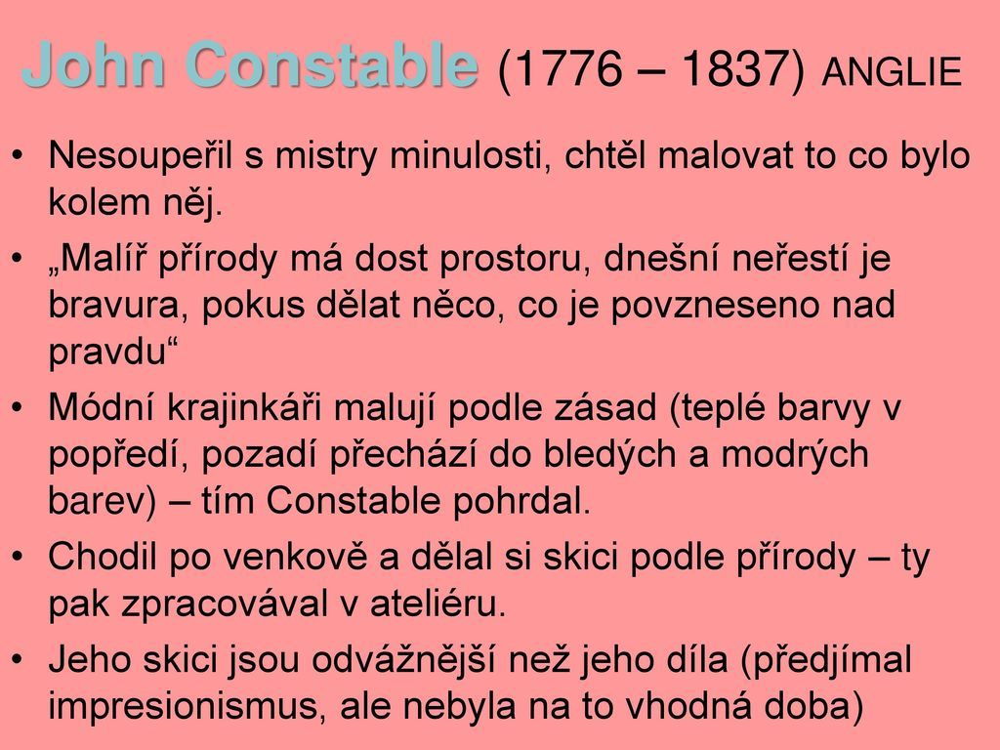 John Constable (1776 – 1837) ANGLIE
• Nesoupeřil s mistry minulosti, chtěl malovat to co bylo
kolem něj.
• „Malíř přírody má dost prostoru, dnešní neřestí je
bravura, pokus dělat něco, co je povzneseno nad
pravdu“
• Módní krajinkáři malují podle zásad (teplé barvy v
popředí, pozadí přechází do bledých a modrých
barev) – tím Constable pohrdal.
• Chodil po venkově a dělal si skici podle přírody – ty
pak zpracovával v ateliéru.
• Jeho skici jsou odvážnější než jeho díla (předjímal
impresionismus, ale nebyla na to vhodná doba)